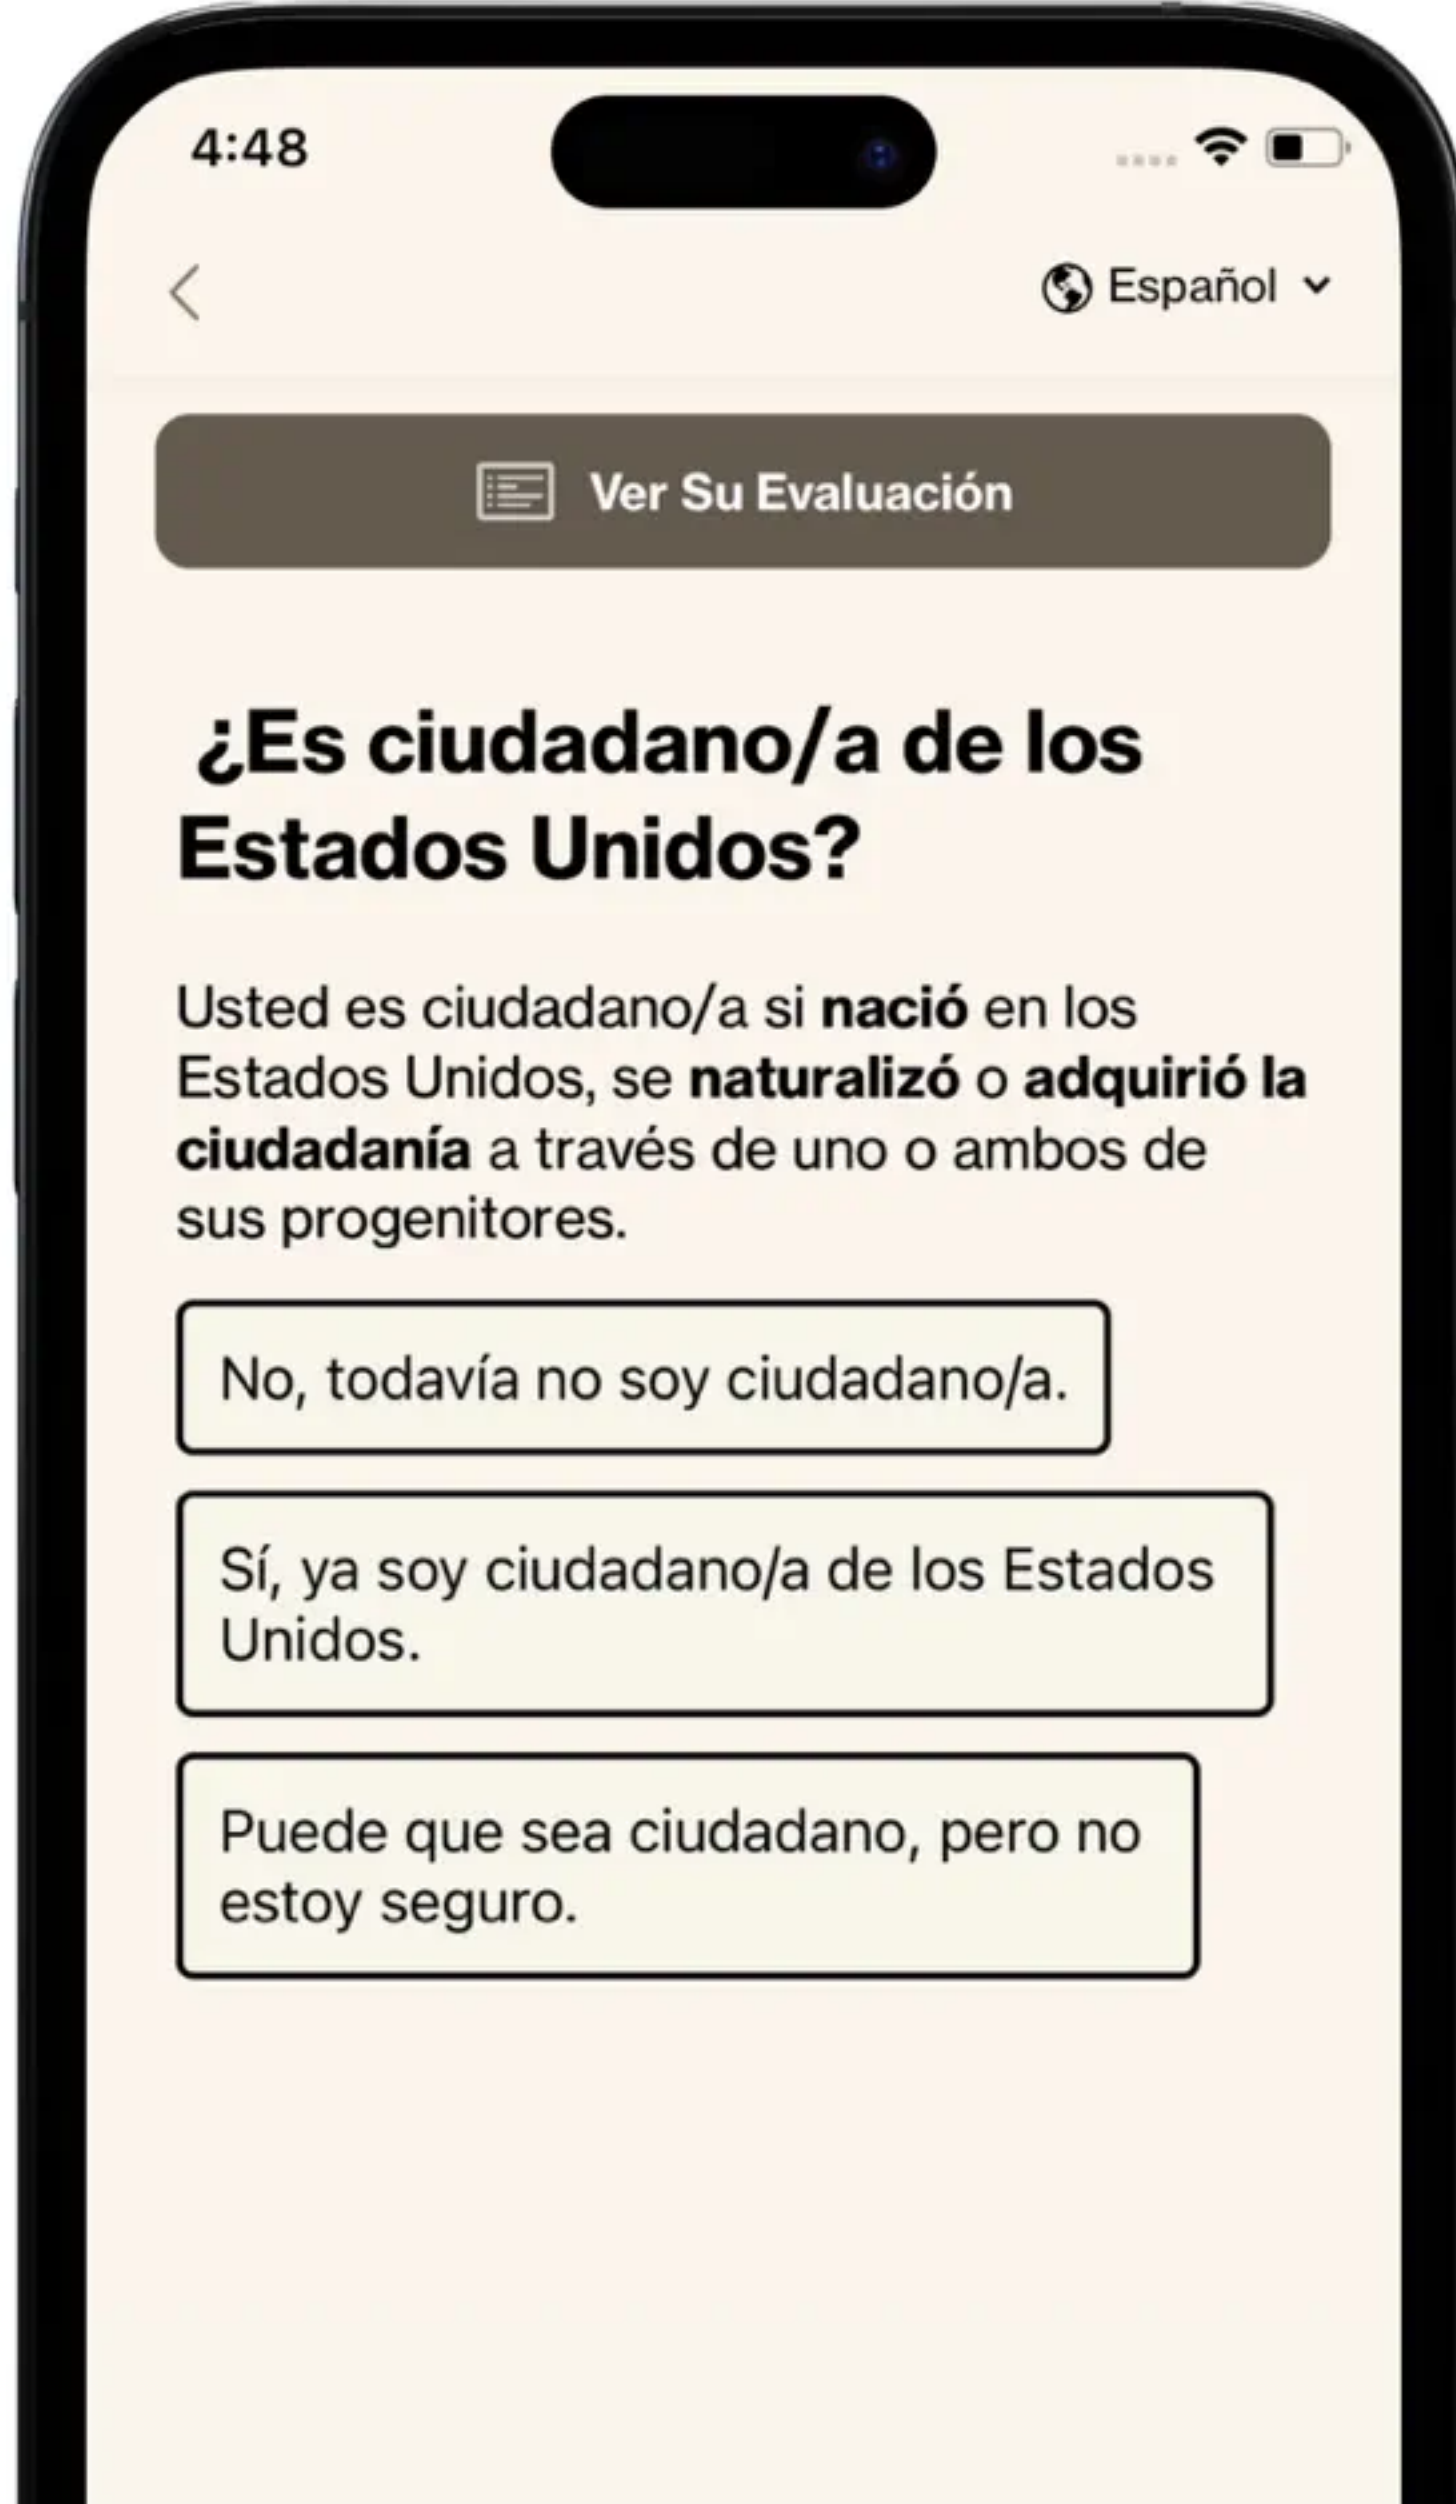 4:48
Español
Ver Su Evaluación
¿Es ciudadano/a de los
Estados Unidos?
Usted es ciudadano/a si nació en los
Estados Unidos, se naturalizó o adquirió la
ciudadanía a través de uno o ambos de
sus progenitores.
No, todavía no soy ciudadano/a.
Sí, ya soy ciudadano/a de los Estados
Unidos.
Puede que sea ciudadano, pero no
estoy seguro.